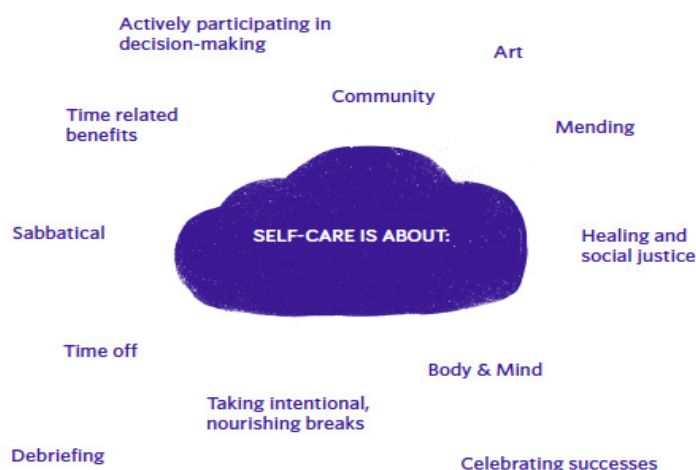 Actively participating in
decision-making
Art
Community
Time related
benefits
Mending
Sabbatical
SELF-CARE IS ABOUT:
Healing and
social justice
Time off
Body & Mind
Taking intentional,
nourishing breaks
Debriefing
Celebrating successes